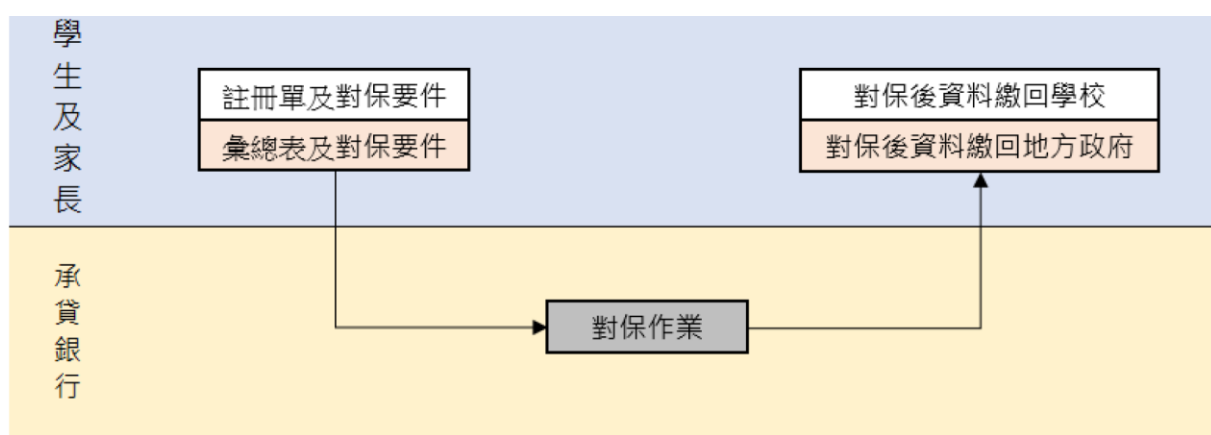 學生及家長
註冊單及對保要件
彙總表及對保要件
對保後資料繳回學校
對保後資料繳回地方政府
承貸銀行
對保作業